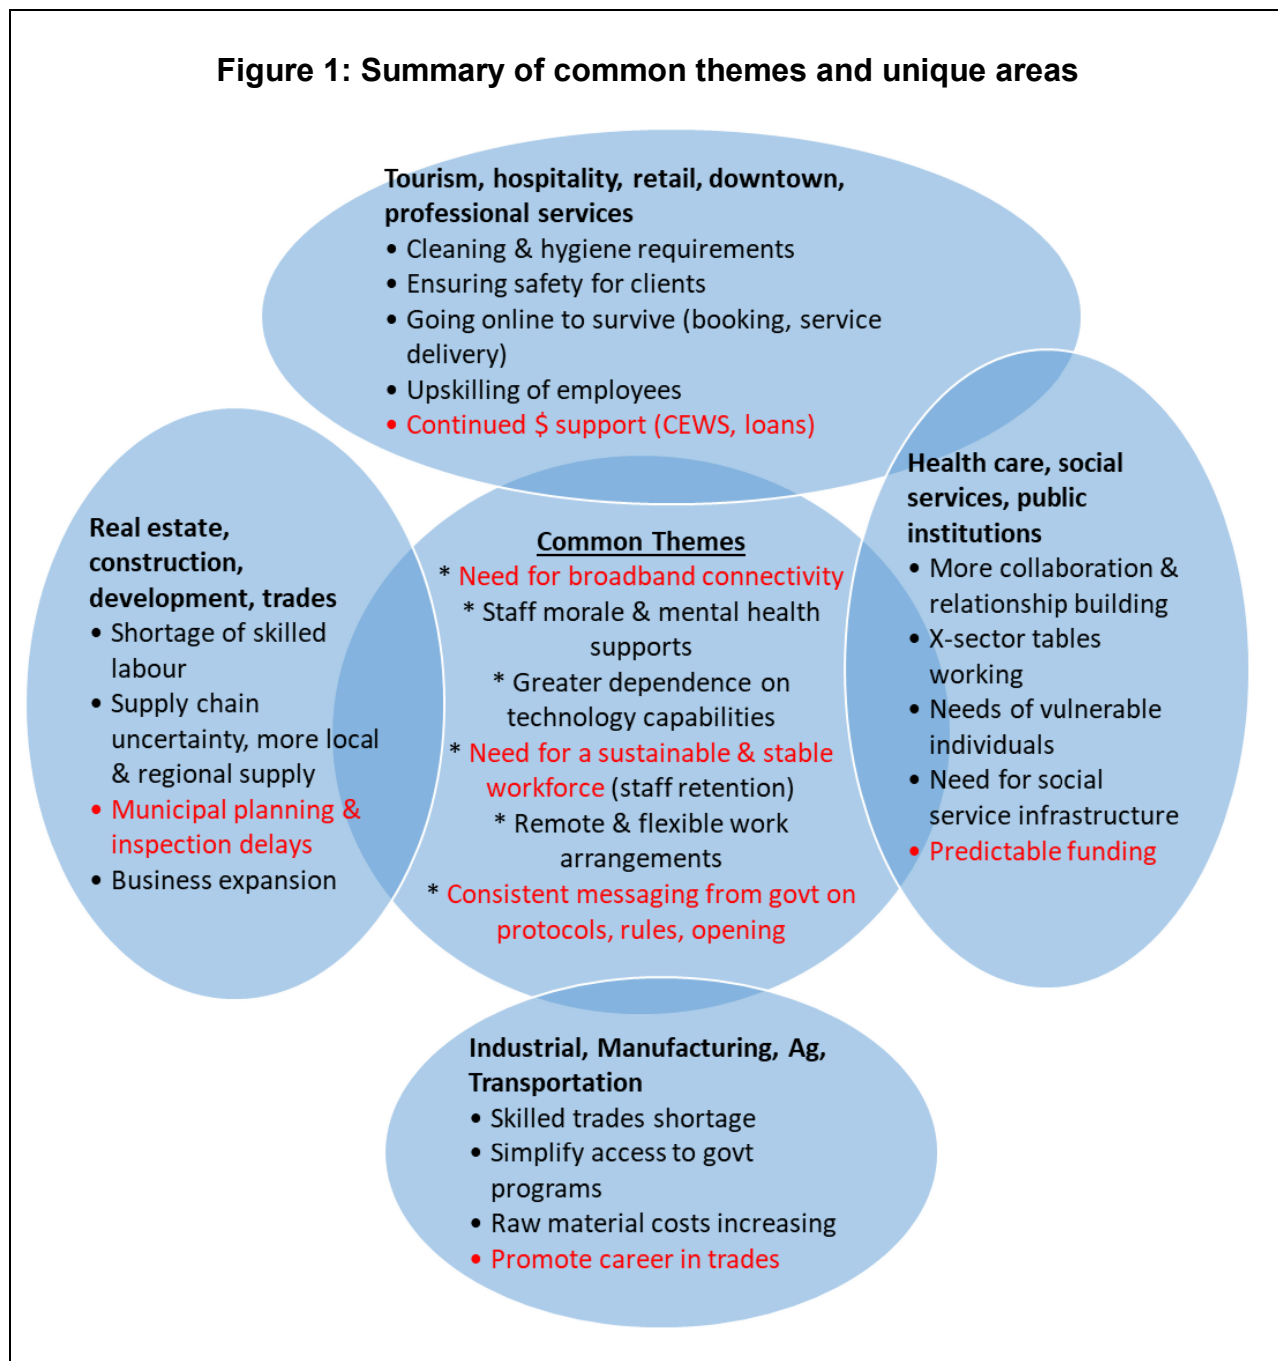 Figure 1: Summary of common themes and unique areas
Tourism, hospitality, retail, downtown,
professional services
• Cleaning & hygiene requirements
• Ensuring safety for clients
• Going online to survive (booking, service
delivery)
• Upskilling of employees
• Continued $ support (CEWS, loans)
Real estate,
construction,
development, trades
• Shortage of skilled
labour
• Supply chain
uncertainty, more local
& regional supply
• Municipal planning &
inspection delays
• Business expansion
Common Themes
* Need for broadband connectivity
* Staff morale & mental health
supports
* Greater dependence on
technology capabilities
* Need for a sustainable & stable
workforce (staff retention)
* Remote & flexible work
arrangements
* Consistent messaging from govt on
protocols, rules, opening
Health care, social
services, public
institutions
• More collaboration &
relationship building
• X-sector tables
working
• Needs of vulnerable
individuals
• Need for social
service infrastructure
• Predictable funding
Industrial, Manufacturing, Ag,
Transportation
• Skilled trades shortage
• Simplify access to govt
programs
• Raw material costs increasing
• Promote career in trades